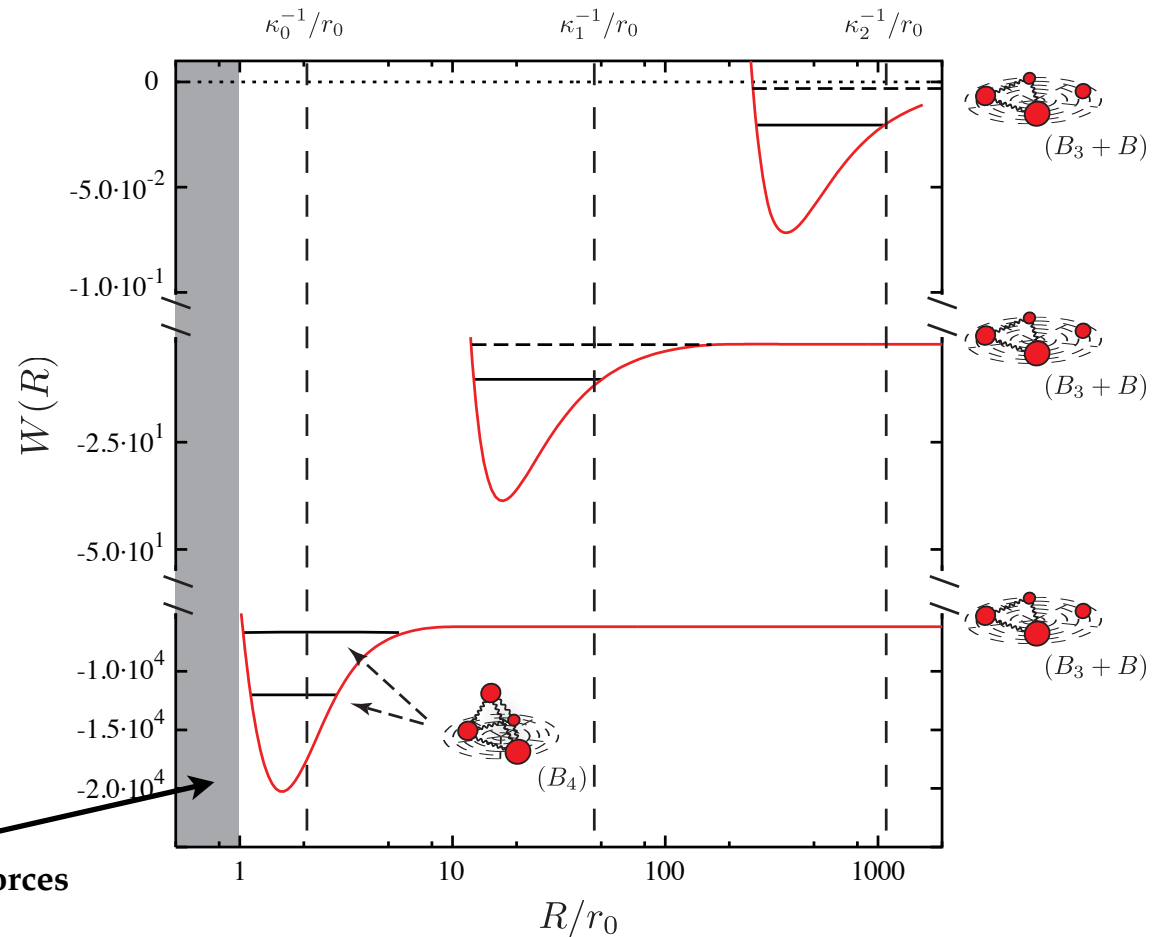 κ₀⁻¹/r₀ κ₁⁻¹/r₀ κ₂⁻¹/r₀
0
(B₃ + B)
-5.0·10⁻²
-1.0·10⁻¹
(B₃ + B)
W(R)
-2.5·10¹
-5.0·10¹
(B₃ + B)
-1.0·10⁴
-1.5·10⁴
(B₄)
-2.0·10⁴
1 10 100 1000
R/r₀